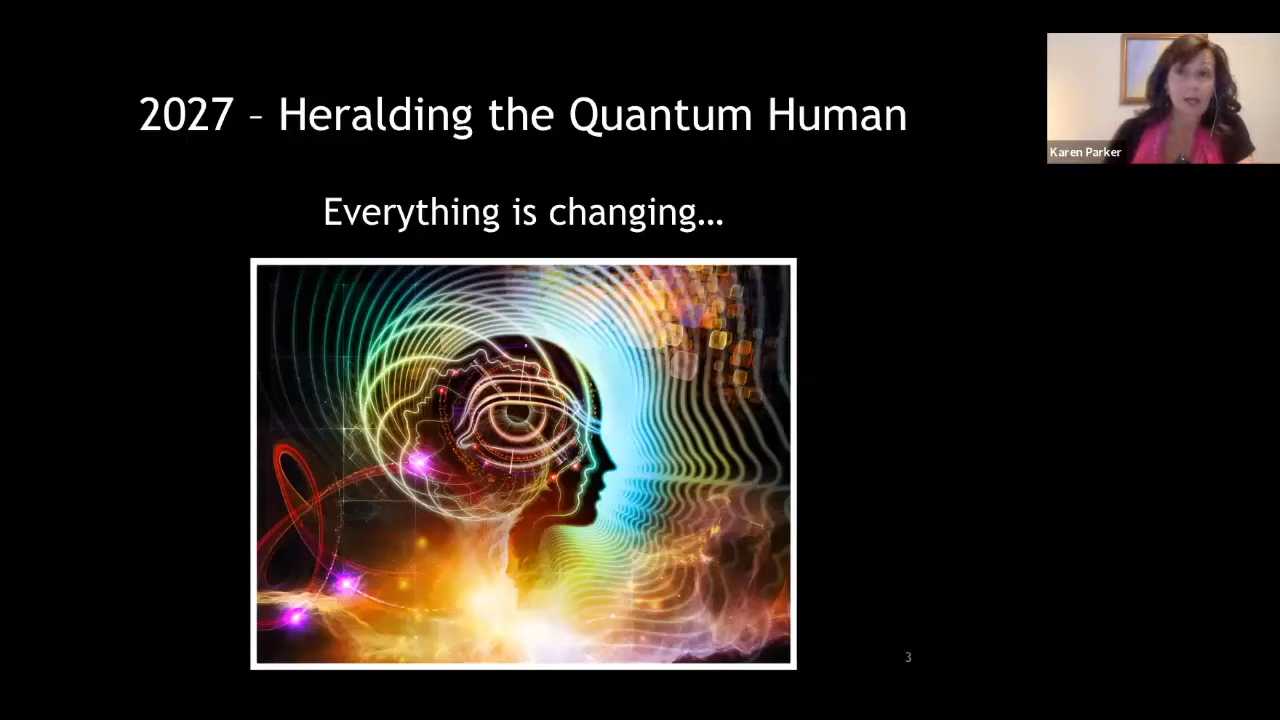 2027 – Heralding the Quantum Human
Karen Parker
Everything is changing...
3